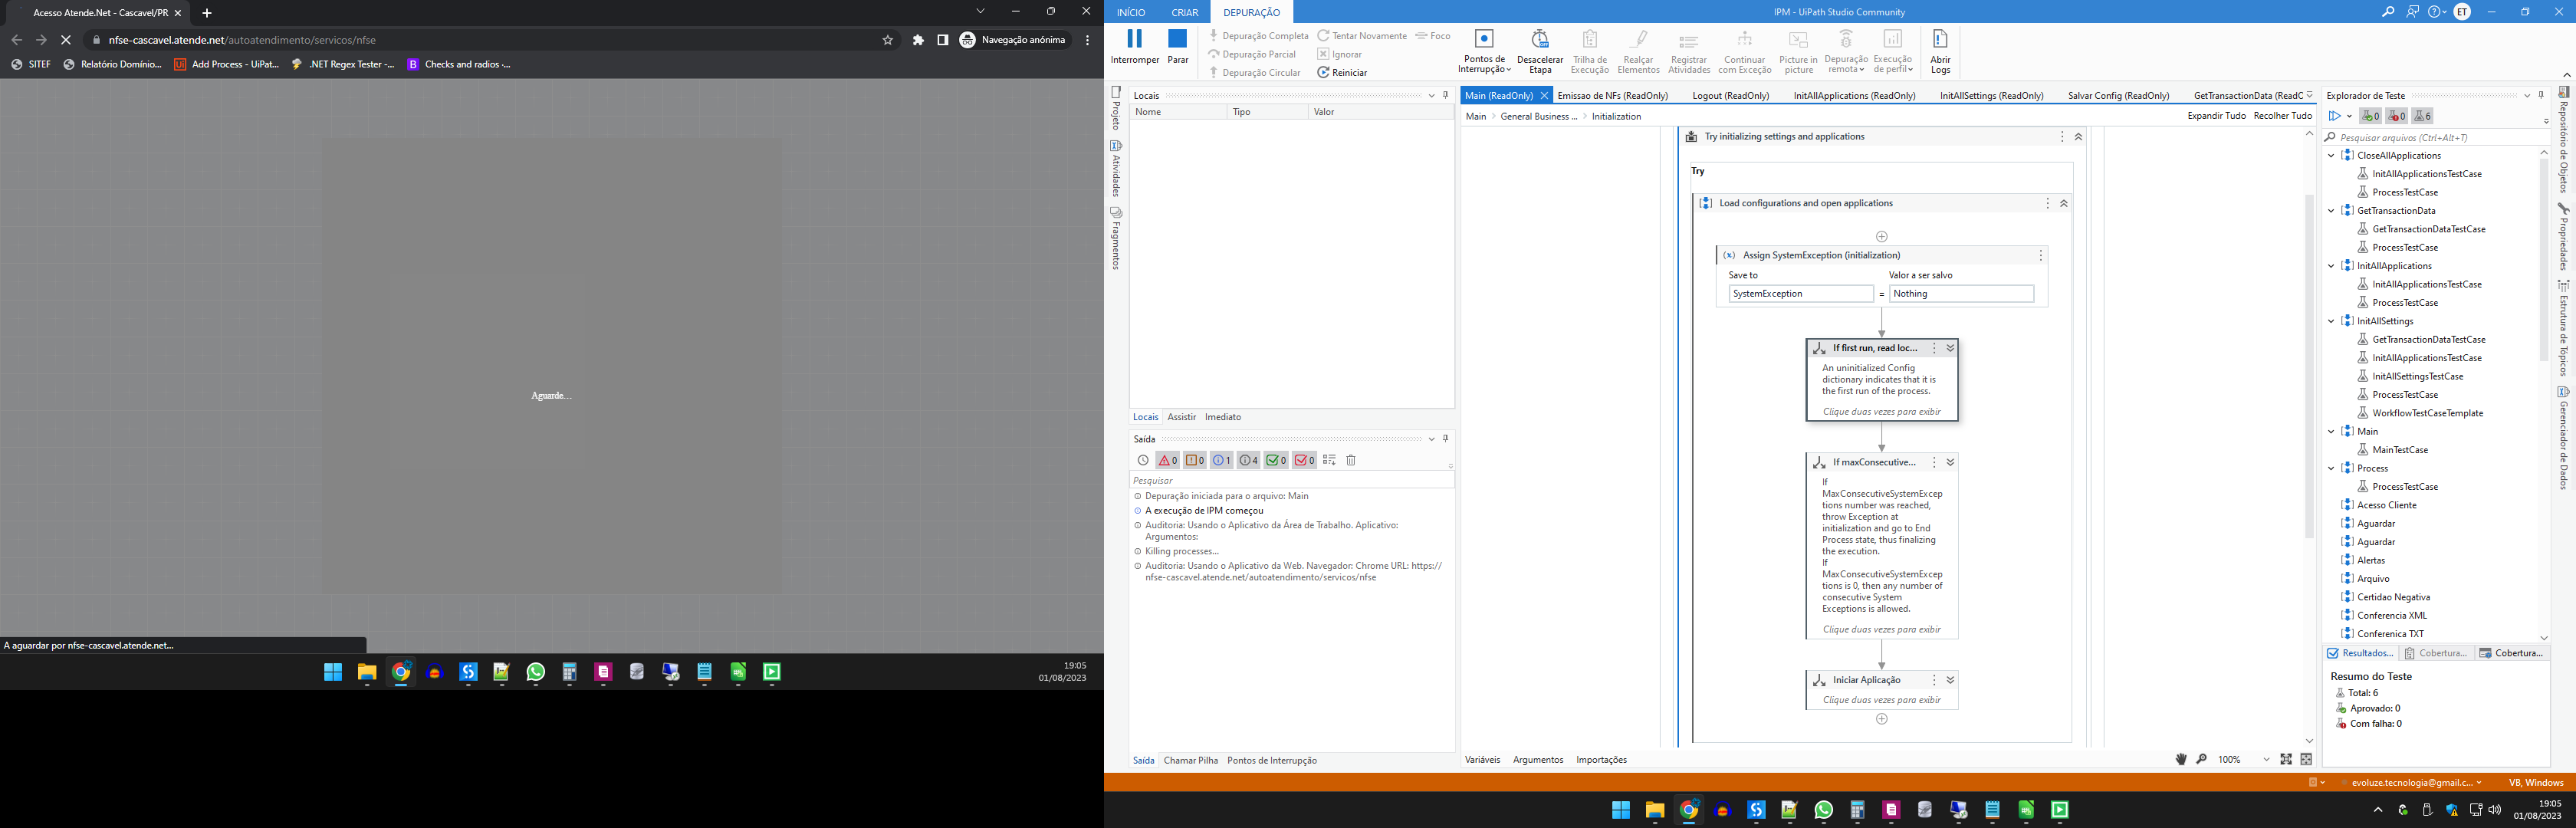 Acesso Atende.Net - Cascavel/PR
nfse-cascavel.atende.net/autoatendimento/servicos/nfse
Navegação anónima
SITEF
Relatório Domínio...
Add Process - UiPat...
.NET Regex Tester -...
Checks and radios ·...
Aguarde...
A aguardar por nfse-cascavel.atende.net...
19:05
01/08/2023
INÍCIO
CRIAR
DEPURAÇÃO
IPM - UiPath Studio Community
ET
Interromper
Parar
Depuração Completa
Depuração Parcial
Depuração Circular
Tentar Novamente
Ignorar
Reiniciar
Foco
Pontos de
Interrupção
Desacelerar
Etapa
Trilha de
Execução
Realçar
Elementos
Registrar
Atividades
Continuar
com Exceção
Picture in
picture
Depuração
remota
Execução
de perfil
Abrir
Logs
Projeto
Atividades
Fragmentos
Locais
Nome
Tipo
Valor
Locais
Assistir
Imediato
Saída
0
0
1
4
0
0
Pesquisar
Depuração iniciada para o arquivo: Main
A execução de IPM começou
Auditoria: Usando o Aplicativo da Área de Trabalho. Aplicativo:
Argumentos:
Killing processes...
Auditoria: Usando o Aplicativo da Web. Navegador: Chrome URL: https://
nfse-cascavel.atende.net/autoatendimento/servicos/nfse
Saída
Chamar Pilha
Pontos de Interrupção
Main (ReadOnly)
Emissao de NFs (ReadOnly)
Logout (ReadOnly)
InitAllApplications (ReadOnly)
InitAllSettings (ReadOnly)
Salvar Config (ReadOnly)
GetTransactionData (ReadC
Main > General Business ... > Initialization
Expandir Tudo
Recolher Tudo
Try initializing settings and applications
Try
Load configurations and open applications
(x) Assign SystemException (initialization)
Save to
Valor a ser salvo
SystemException = Nothing
If first run, read loc...
An uninitialized Config
dictionary indicates that it is
the first run of the process.
Clique duas vezes para exibir
If maxConsecutive...
If
MaxConsecutiveSystemExcep
tions number was reached,
throw Exception at
initialization and go to End
Process state, thus finalizing
the execution.
If
MaxConsecutiveSystemExcep
tions is 0, then any number of
consecutive System
Exceptions is allowed.
Clique duas vezes para exibir
Iniciar Aplicação
Clique duas vezes para exibir
Variáveis
Argumentos
Importações
100%
Explorador de Teste
0
0
6
Pesquisar arquivos (Ctrl+Alt+T)
CloseAllApplications
InitAllApplicationsTestCase
ProcessTestCase
GetTransactionData
GetTransactionDataTestCase
ProcessTestCase
InitAllApplications
InitAllApplicationsTestCase
ProcessTestCase
InitAllSettings
GetTransactionDataTestCase
InitAllApplicationsTestCase
InitAllSettingsTestCase
ProcessTestCase
WorkflowTestCaseTemplate
Main
MainTestCase
Process
ProcessTestCase
Acesso Cliente
Aguardar
Aguardar
Alertas
Arquivo
Certidao Negativa
Conferencia XML
Conferenica TXT
Resultados...
Cobertura...
Cobertura...
Resumo do Teste
Total: 6
Aprovado: 0
Com falha: 0
Repositório de Objetos
Propriedades
Estrutura de Tópicos
Gerenciador de Dados
evoluze.tecnologia@gmail.c...
VB, Windows
19:05
01/08/2023